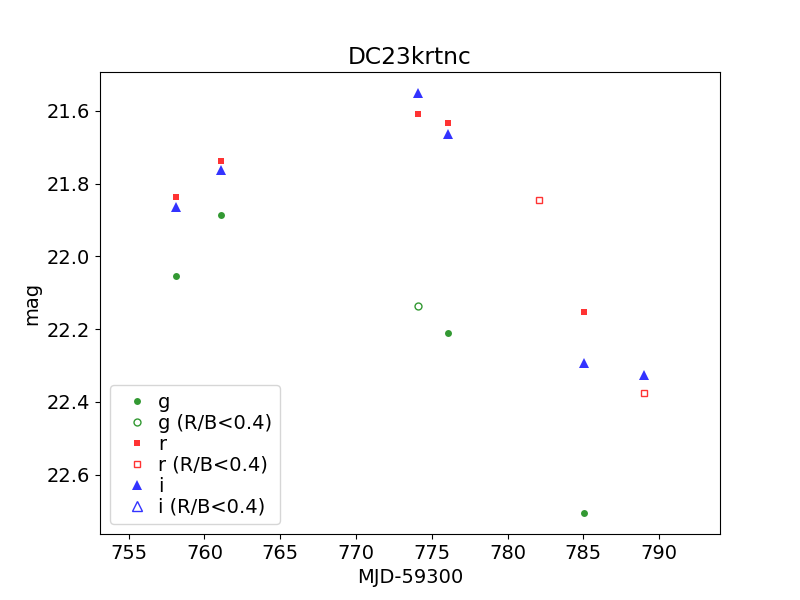 DC23krtnc
mag
21.6
21.8
22.0
22.2
22.4
22.6
g
g (R/B<0.4)
r
r (R/B<0.4)
i
i (R/B<0.4)
755 760 765 770 775 780 785 790
MJD-59300